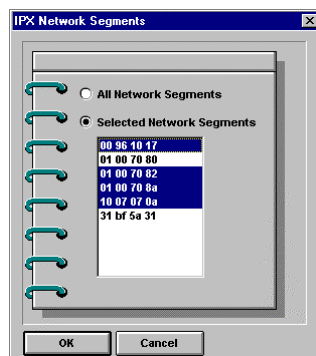 IPX Network Segments
All Network Segments
Selected Network Segments
00 96 10 17
01 00 70 80
01 00 70 82
01 00 70 8a
10 07 07 0a
31 bf 5a 31
OK Cancel